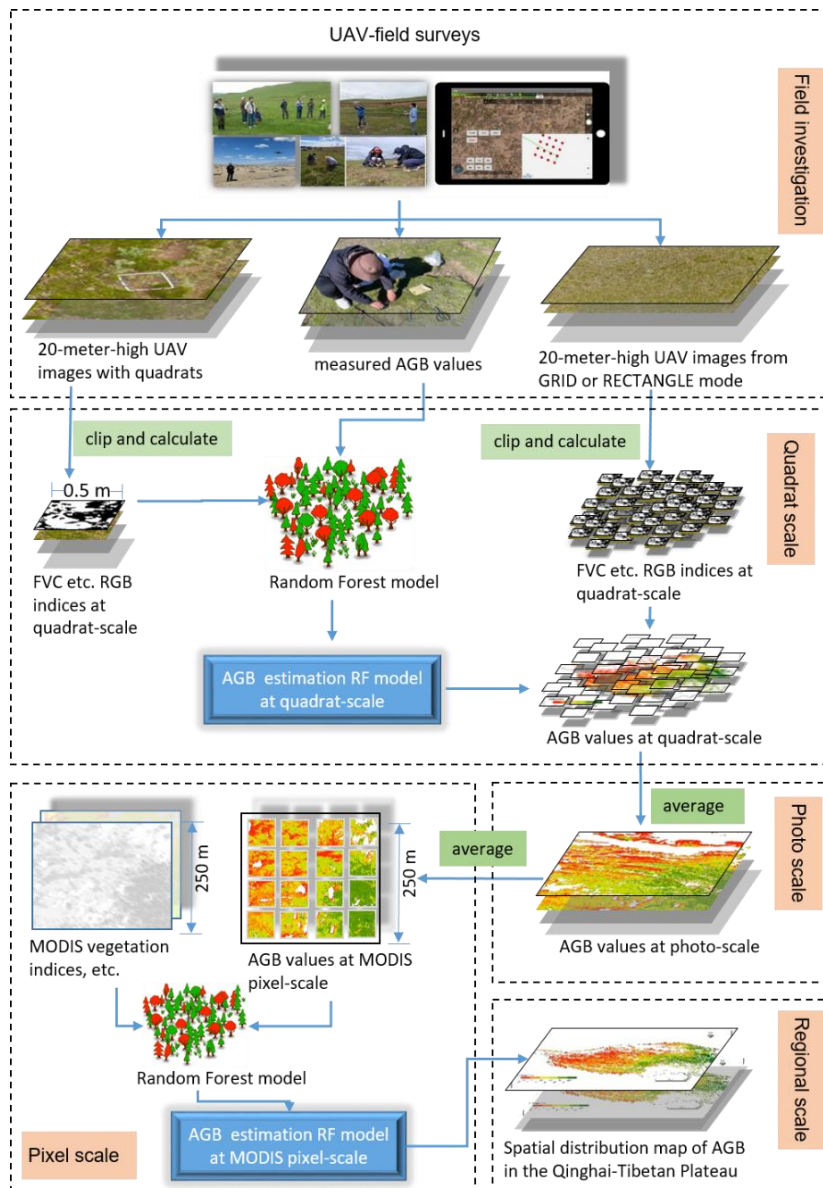 UAV-field surveys
Field investigation
20-meter-high UAV
images with quadrats
measured AGB values
20-meter-high UAV images from
GRID or RECTANGLE mode
clip and calculate
clip and calculate
Quadrat scale
0.5 m
FVC etc. RGB
indices at
quadrat-scale
Random Forest model
FVC etc. RGB indices at
quadrat-scale
AGB estimation RF model
at quadrat-scale
AGB values at quadrat-scale
average
Photo scale
average
250 m
250 m
MODIS vegetation
indices, etc.
AGB values at MODIS
pixel-scale
AGB values at photo-scale
Random Forest model
Regional scale
AGB estimation RF model
at MODIS pixel-scale
Pixel scale
Spatial distribution map of AGB
in the Qinghai-Tibetan Plateau